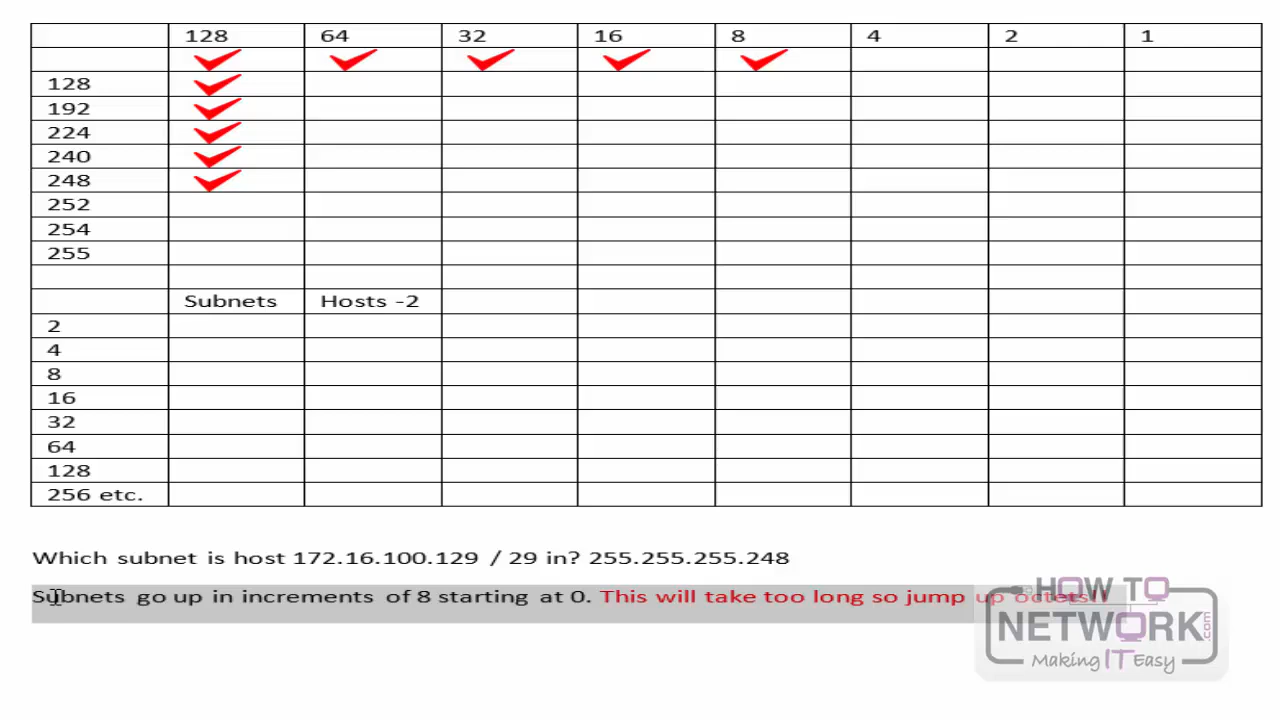 128 64 32 16 8 4 2 1
128
192
224
240
248
252
254
255
Subnets Hosts -2
2
4
8
16
32
64
128
256 etc.
Which subnet is host 172.16.100.129 / 29 in? 255.255.255.248
Subnets go up in increments of 8 starting at 0. This will take too long so jump up octets!!
HOW TO
NETWORK.com
Making IT Easy